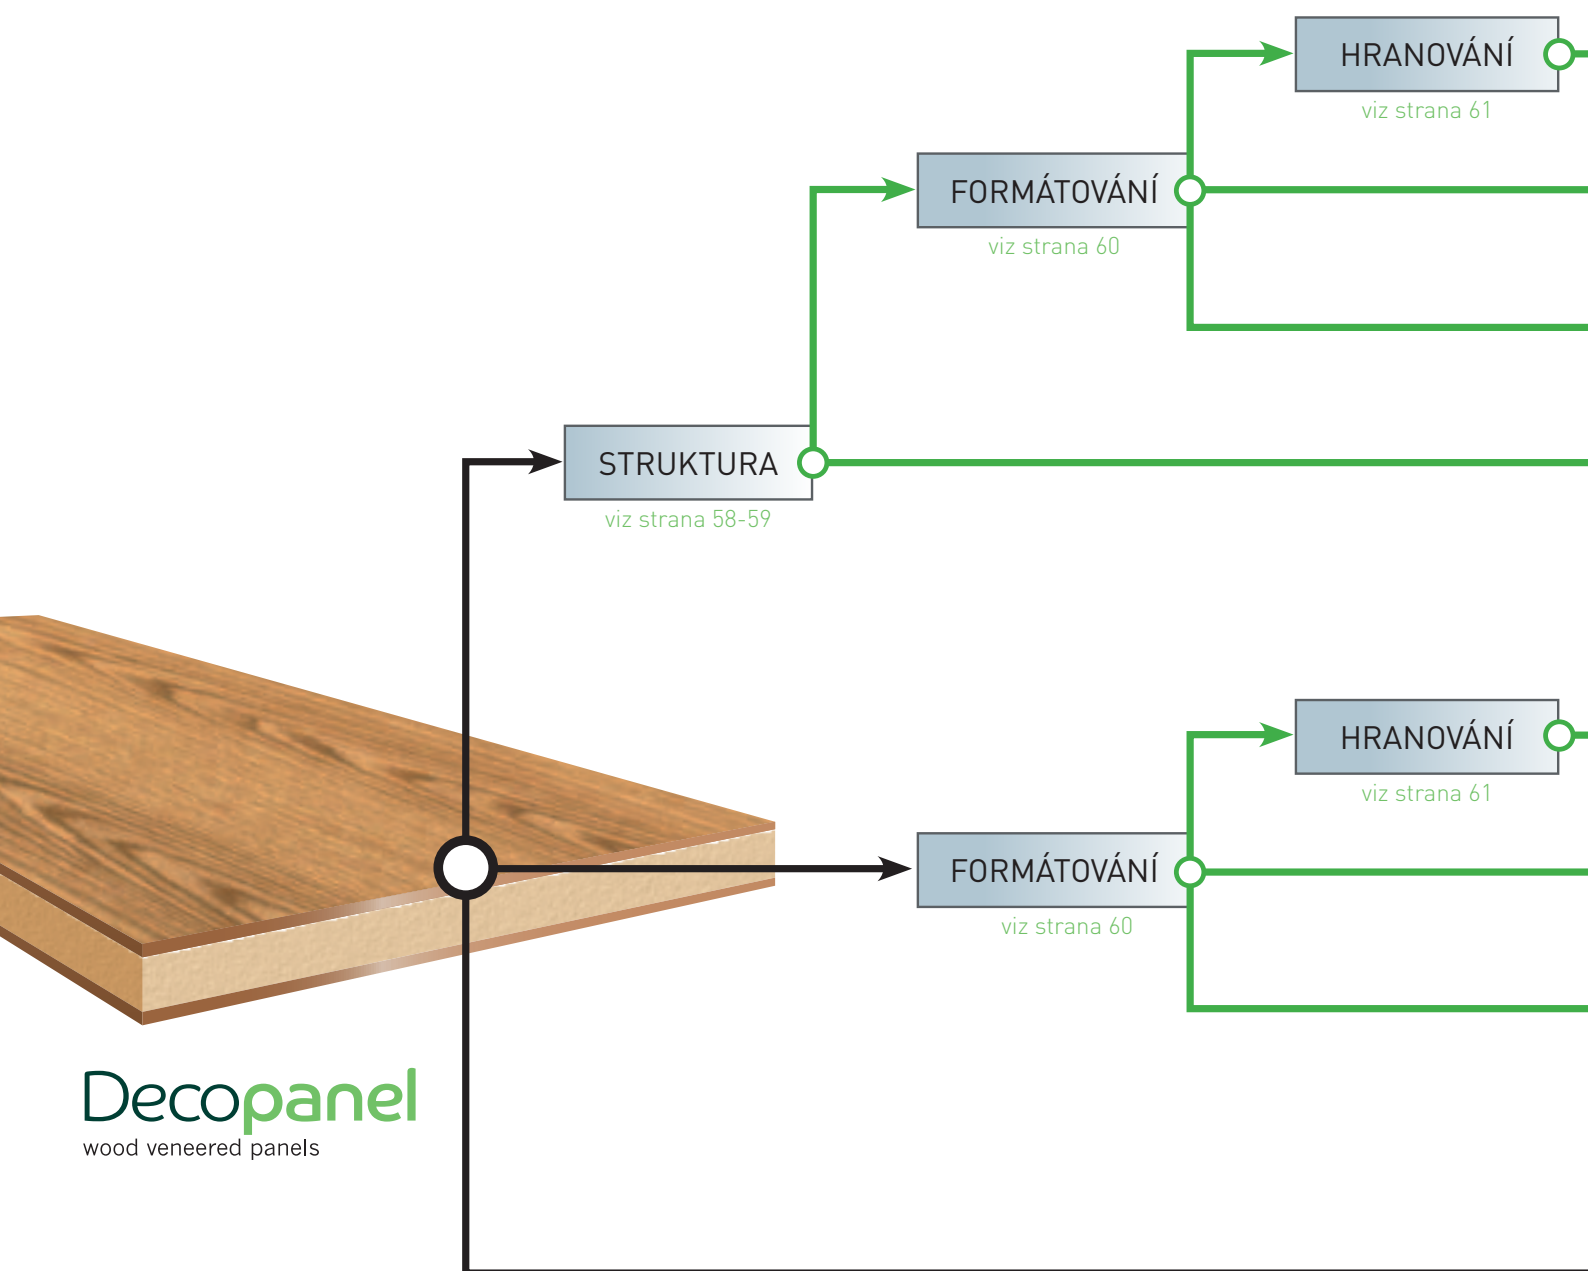 HRANOVÁNÍ
viz strana 61
FORMÁTOVÁNÍ
viz strana 60
STRUKTURA
viz strana 58-59
HRANOVÁNÍ
viz strana 61
FORMÁTOVÁNÍ
viz strana 60
Decopanel
wood veneered panels